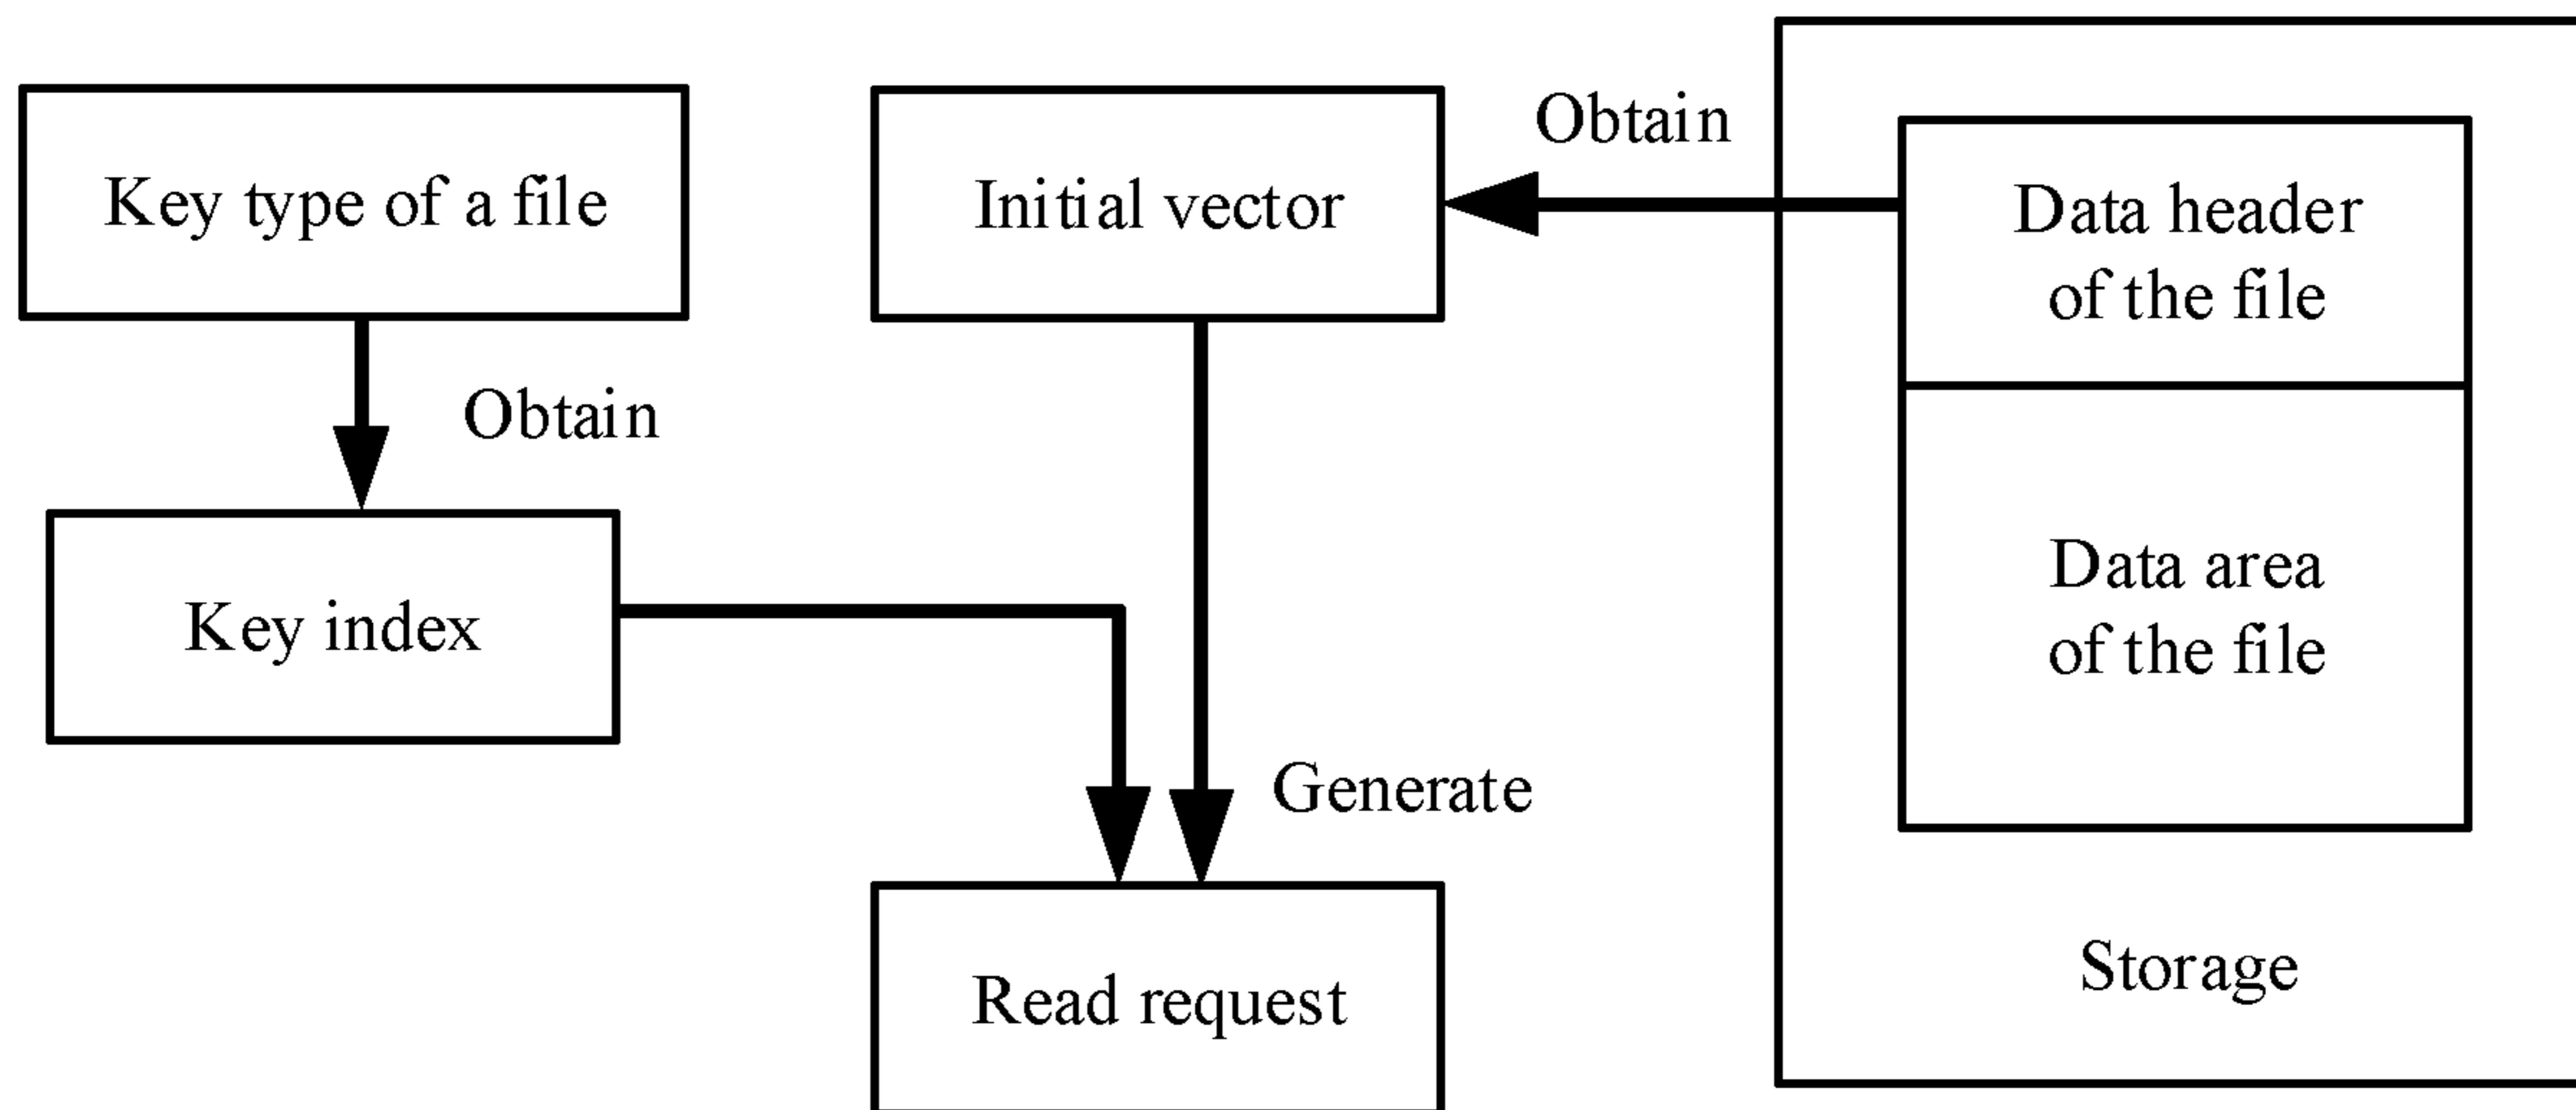 Key type of a file
Initial vector
Obtain
Data header
of the file
Obtain
Key index
Data area
of the file
Generate
Read request
Storage